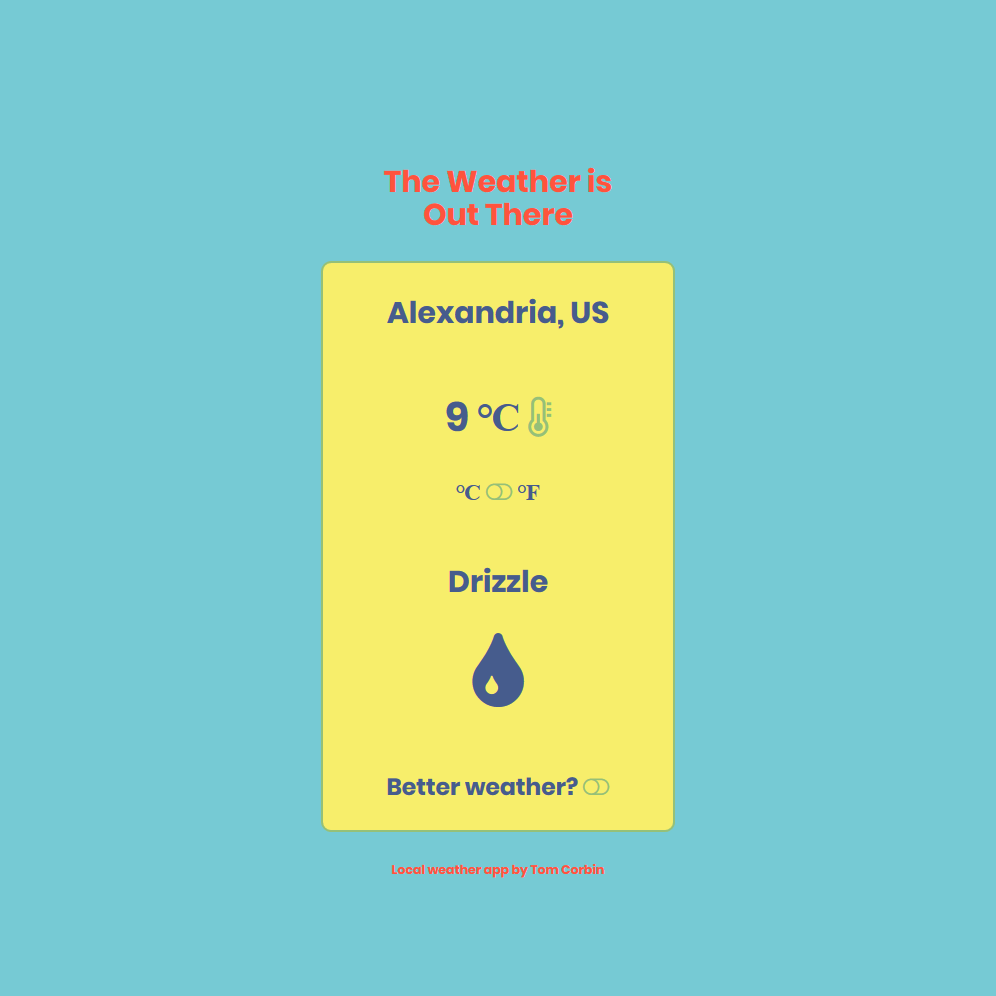 The Weather is
Out There
Alexandria, US
9 ℃
℃ ℉
Drizzle
Better weather?
Local weather app by Tom Corbin